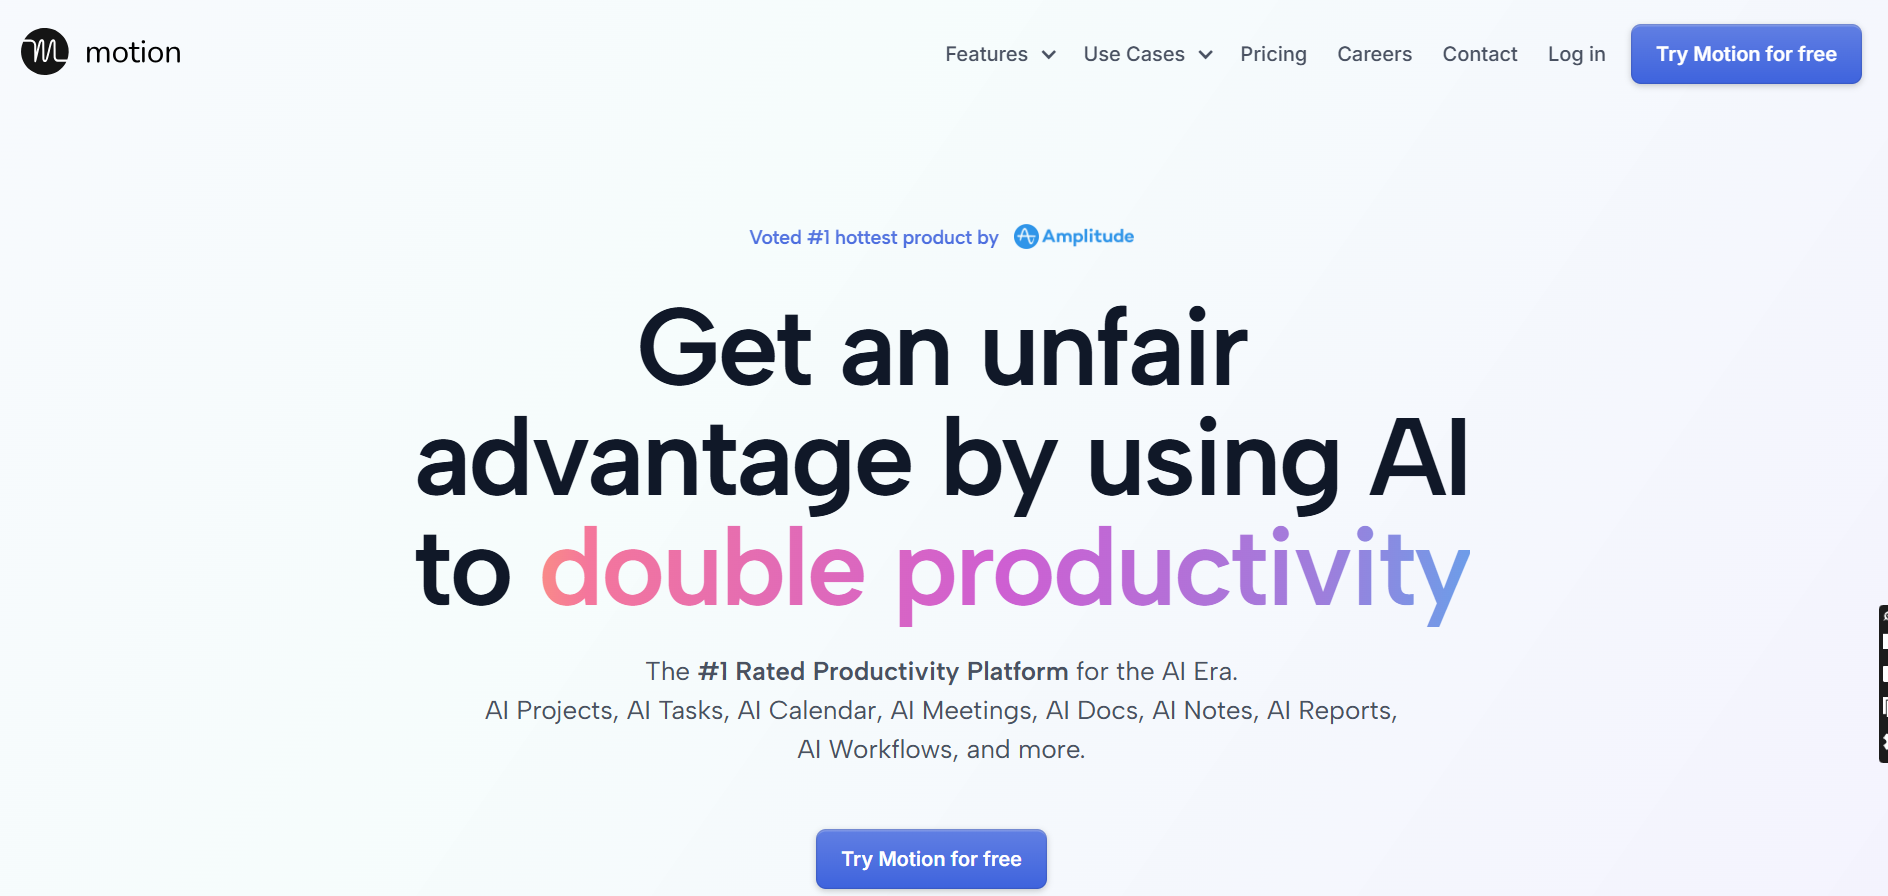 motion
Features
Use Cases
Pricing
Careers
Contact
Log in
Try Motion for free
Voted #1 hottest product by Amplitude
Get an unfair
advantage by using AI
to double productivity
The #1 Rated Productivity Platform for the AI Era.
AI Projects, AI Tasks, AI Calendar, AI Meetings, AI Docs, AI Notes, AI Reports,
AI Workflows, and more.
Try Motion for free